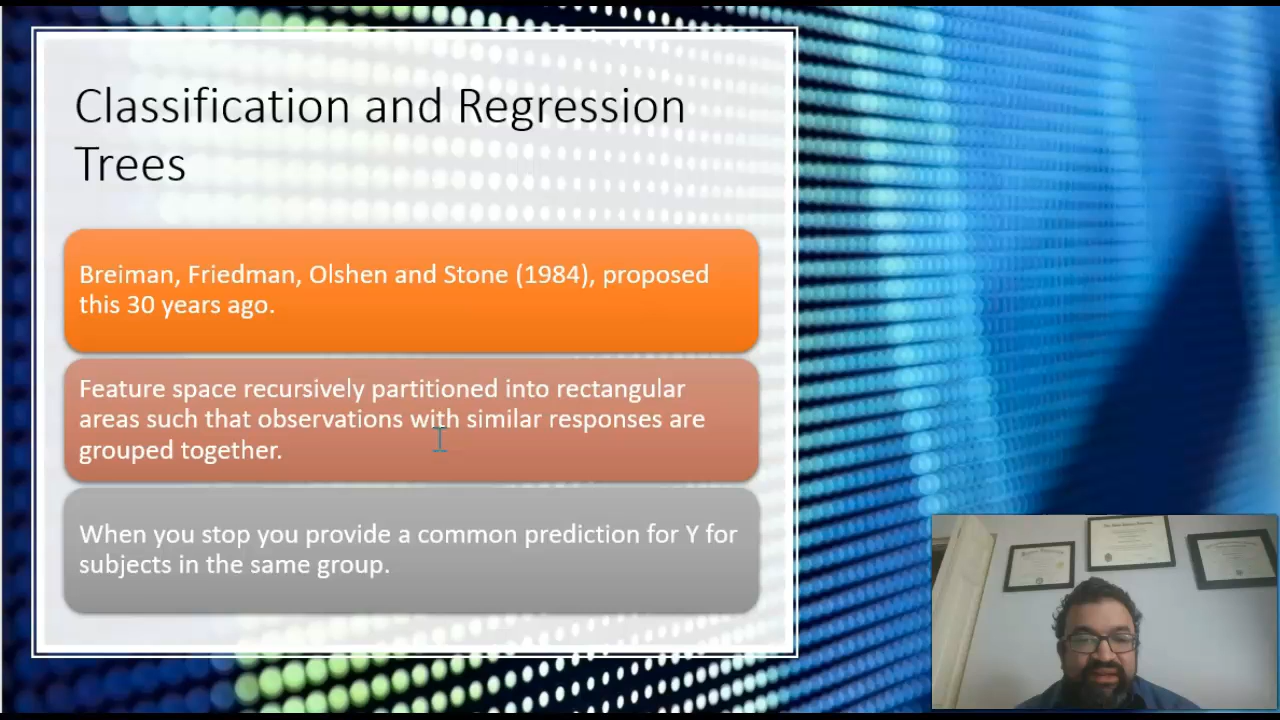 Classification and Regression
Trees
Breiman, Friedman, Olshen and Stone (1984), proposed
this 30 years ago.
Feature space recursively partitioned into rectangular
areas such that observations with similar responses are
grouped together.
When you stop you provide a common prediction for Y for
subjects in the same group.